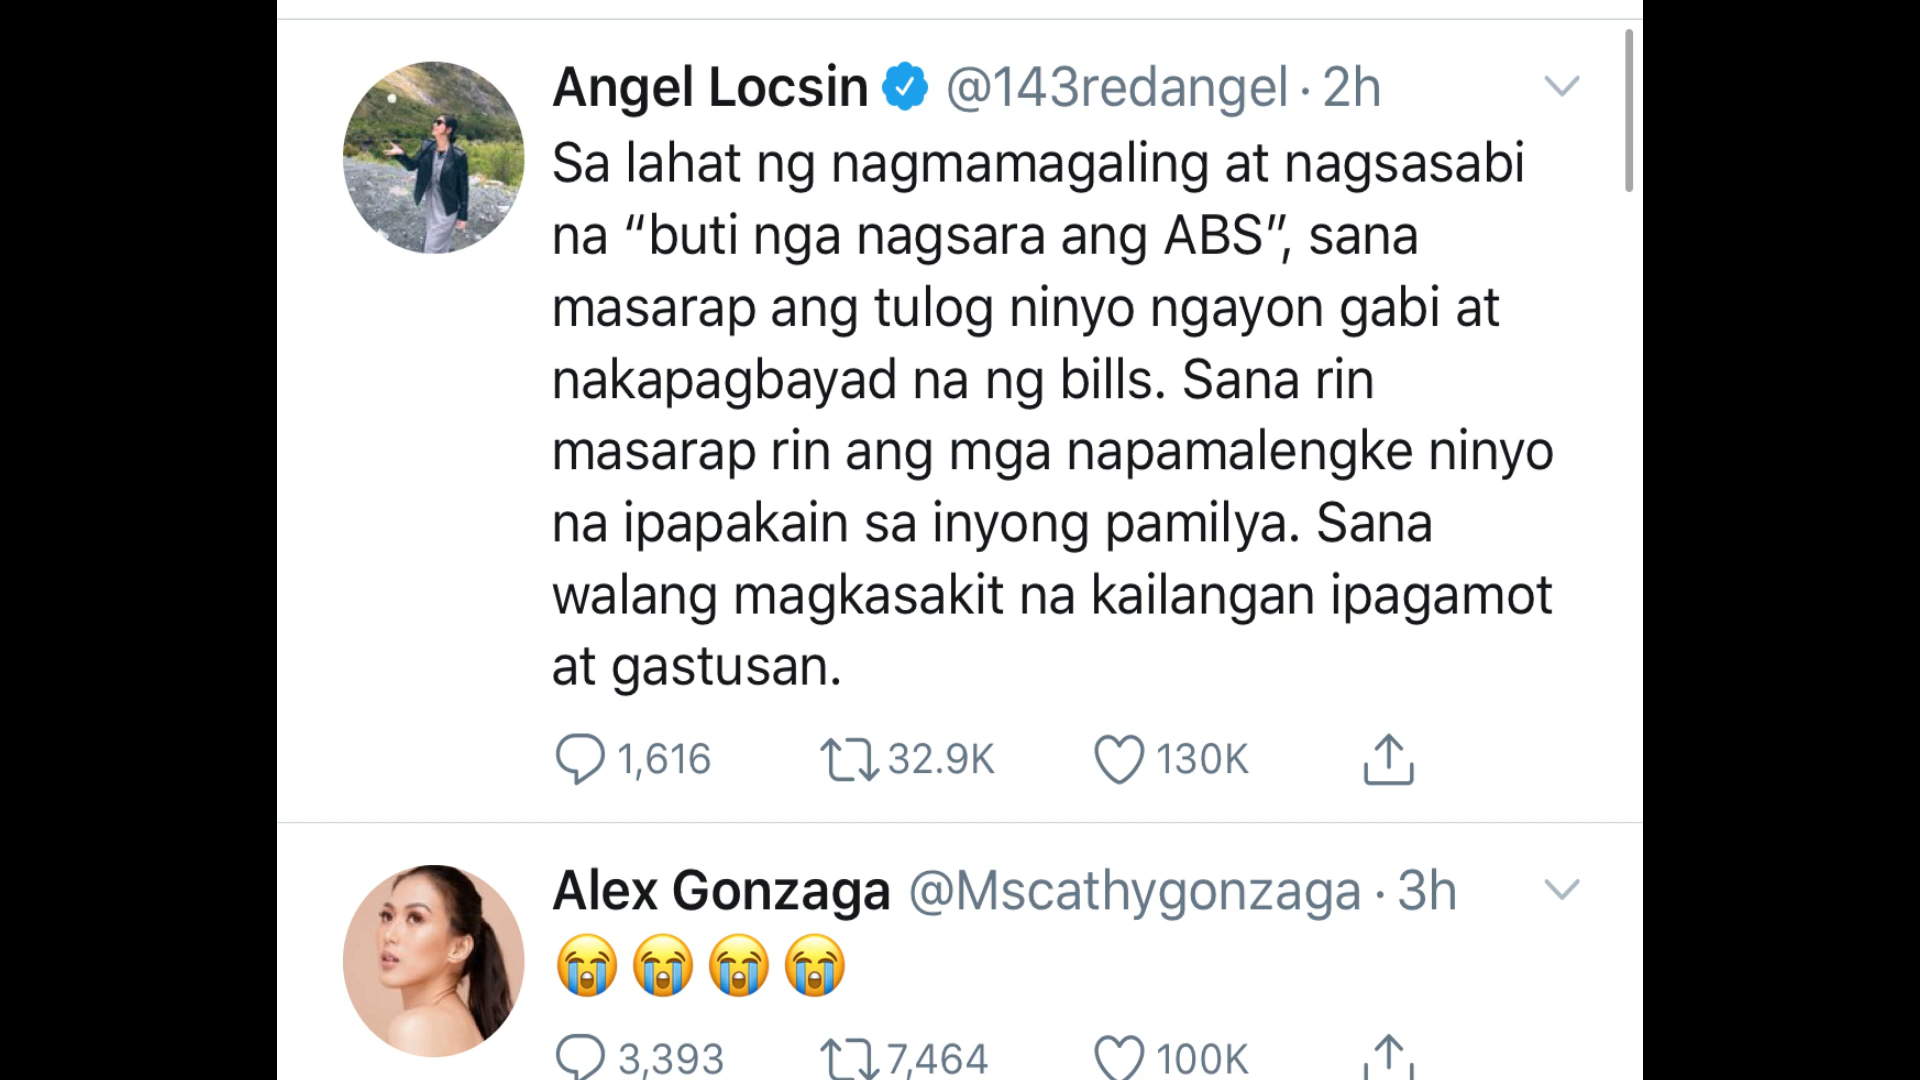 Angel Locsin @143redangel · 2h
Sa lahat ng nagmamagaling at nagsasabi
na “buti nga nagsara ang ABS”, sana
masarap ang tulog ninyo ngayon gabi at
nakapagbayad na ng bills. Sana rin
masarap rin ang mga napamalengke ninyo
na ipapakain sa inyong pamilya. Sana
walang magkasakit na kailangan ipagamot
at gastusan.
1,616 32.9K 130K
Alex Gonzaga @Mscathygonzaga · 3h
😭😭😭😭
3,393 7,464 100K